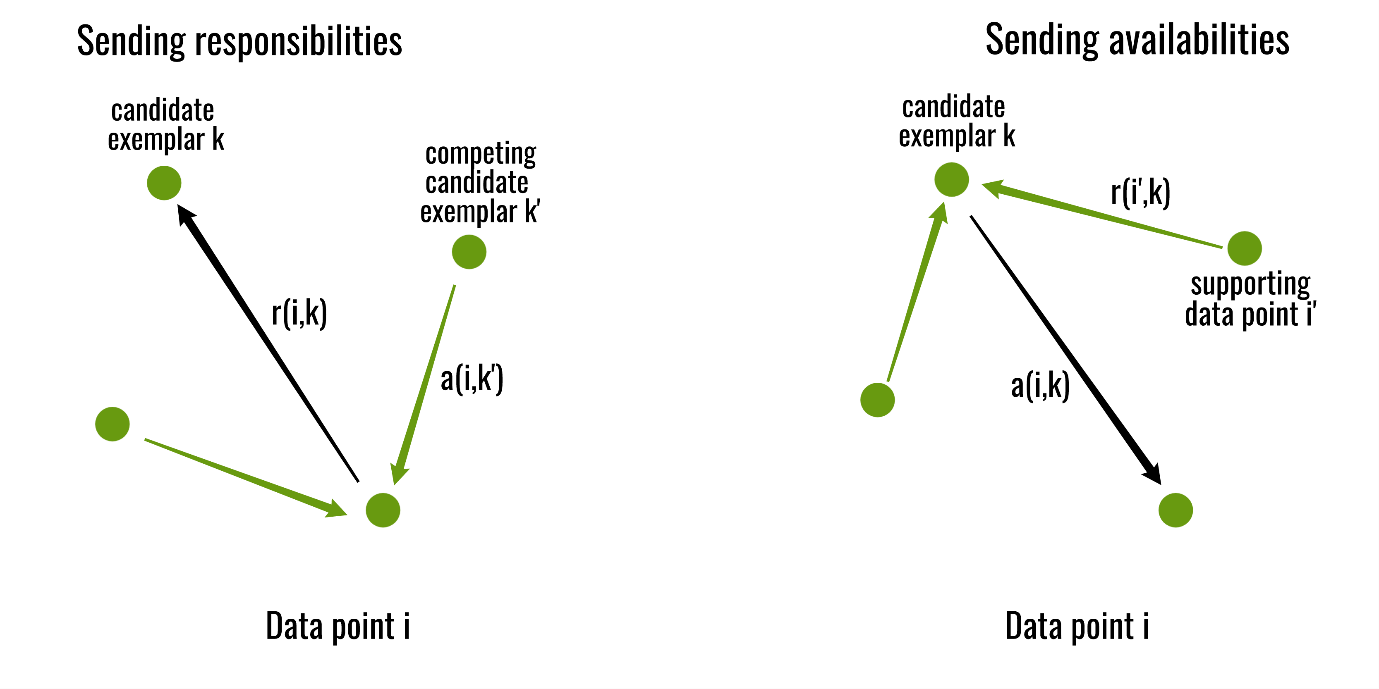 Sending responsibilities
candidate
exemplar k
competing
candidate
exemplar k'
r(i,k)
a(i,k')
Data point i
Sending availabilities
candidate
exemplar k
r(i',k)
supporting
data point i'
a(i,k)
Data point i